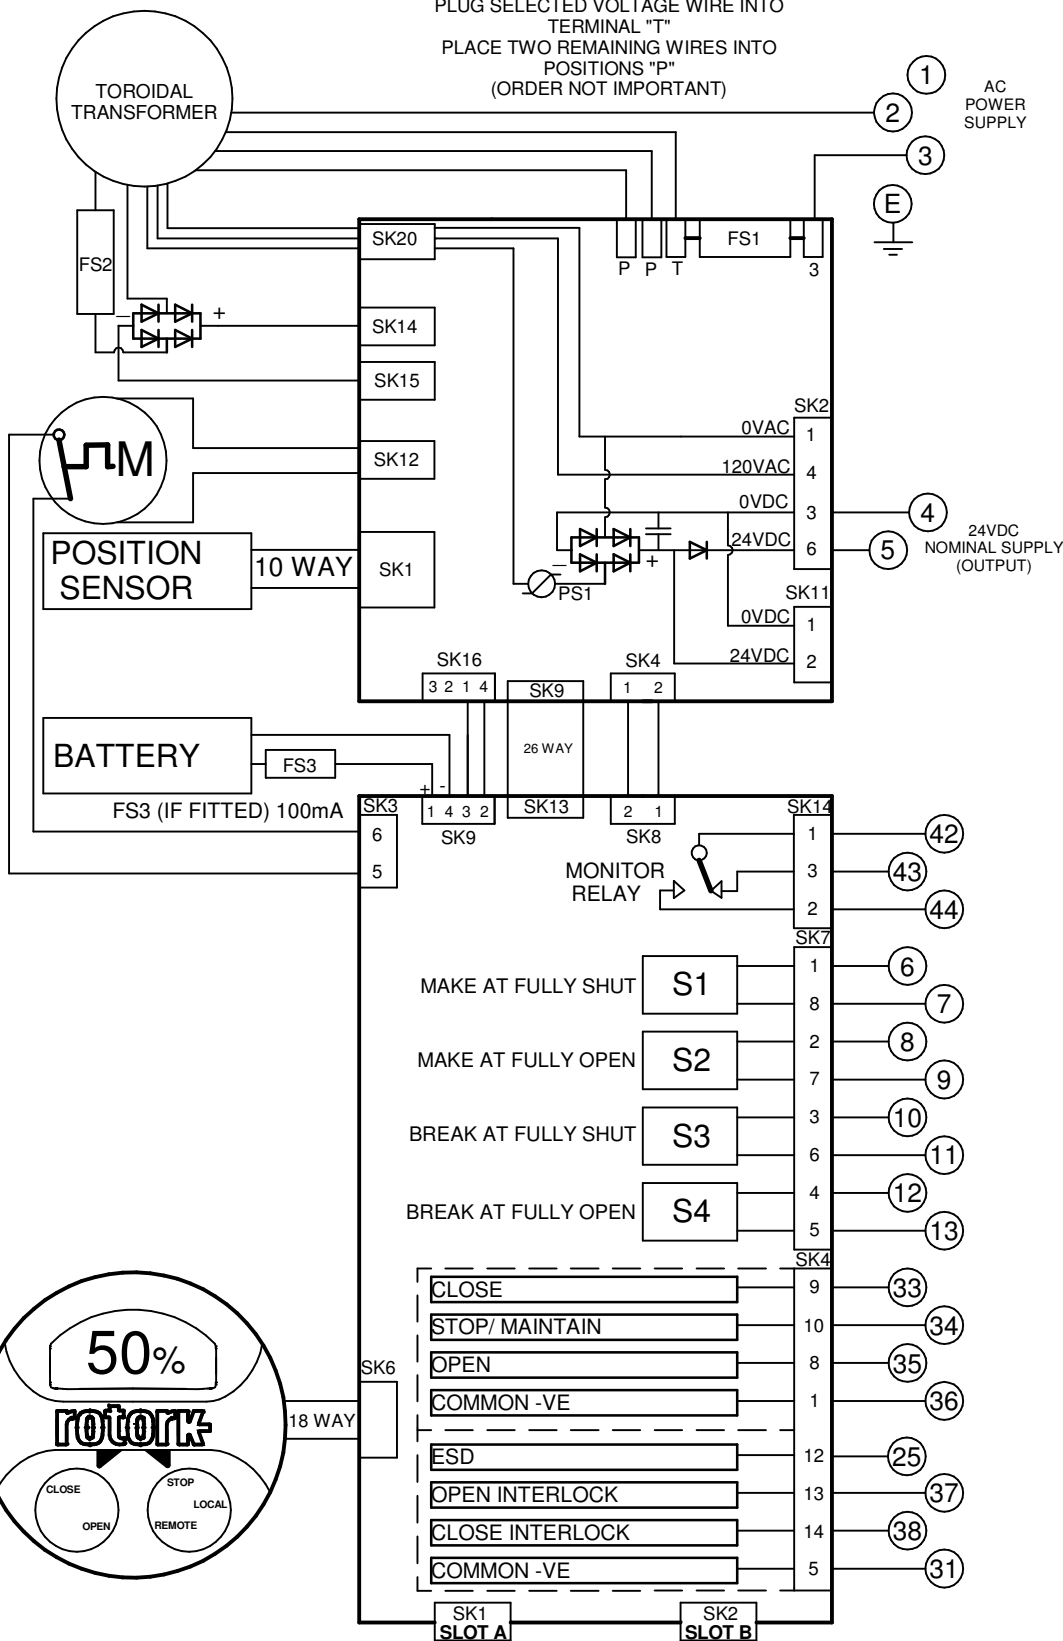 PLUG SELECTED VOLTAGE WIRE INTO
TERMINAL "T"
PLACE TWO REMAINING WIRES INTO
POSITIONS "P"
(ORDER NOT IMPORTANT)
TOROIDAL
TRANSFORMER
1
2
3
E
AC
POWER
SUPPLY
FS2
SK20
P P T
FS1
3
− +
SK14
SK15
M
SK12
SK2
0VAC 1
120VAC 4
0VDC 3
24VDC 6
4
5
24VDC
NOMINAL SUPPLY
(OUTPUT)
POSITION
SENSOR
10 WAY
SK1
− +
PS1
SK11
0VDC 1
24VDC 2
SK16
3 2 1 4
SK9
SK4
1 2
26 WAY
BATTERY
FS3
FS3 (IF FITTED) 100mA
+ -
SK3
6
5
1 4 3 2
SK9
SK13
2 1
SK8
SK14
MONITOR
RELAY
1 42
3 43
2 44
SK7
MAKE AT FULLY SHUT S1
1 6
8 7
MAKE AT FULLY OPEN S2
2 8
7 9
BREAK AT FULLY SHUT S3
3 10
6 11
BREAK AT FULLY OPEN S4
4 12
5 13
SK4
CLOSE 9 33
STOP/ MAINTAIN 10 34
OPEN 8 35
COMMON -VE 1 36
ESD 12 25
OPEN INTERLOCK 13 37
CLOSE INTERLOCK 14 38
COMMON -VE 5 31
50%
rotork
CLOSE
OPEN
STOP
LOCAL
REMOTE
18 WAY
SK6
SK1
SLOT A
SK2
SLOT B